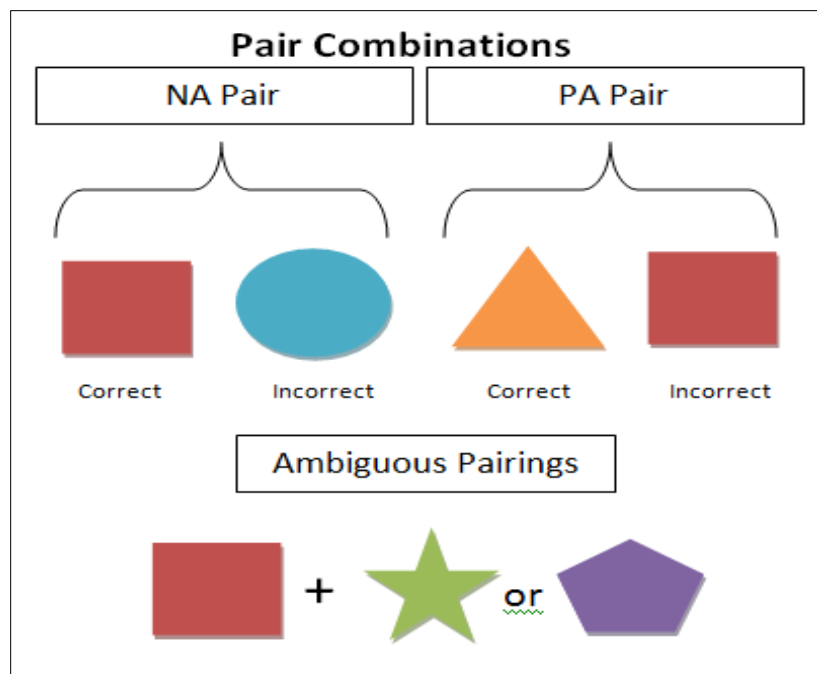 Pair Combinations
NA Pair PA Pair
Correct Incorrect Correct Incorrect
Ambiguous Pairings
+ or